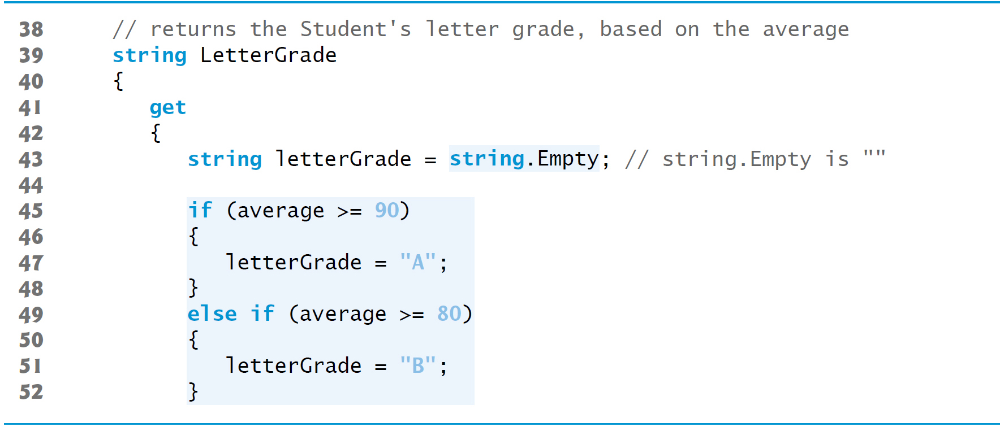 38 // returns the Student's letter grade, based on the average
39 string LetterGrade
40 {
41 get
42 {
43 string letterGrade = string.Empty; // string.Empty is ""
44
45 if (average >= 90)
46 {
47 letterGrade = "A";
48 }
49 else if (average >= 80)
50 {
51 letterGrade = "B";
52 }